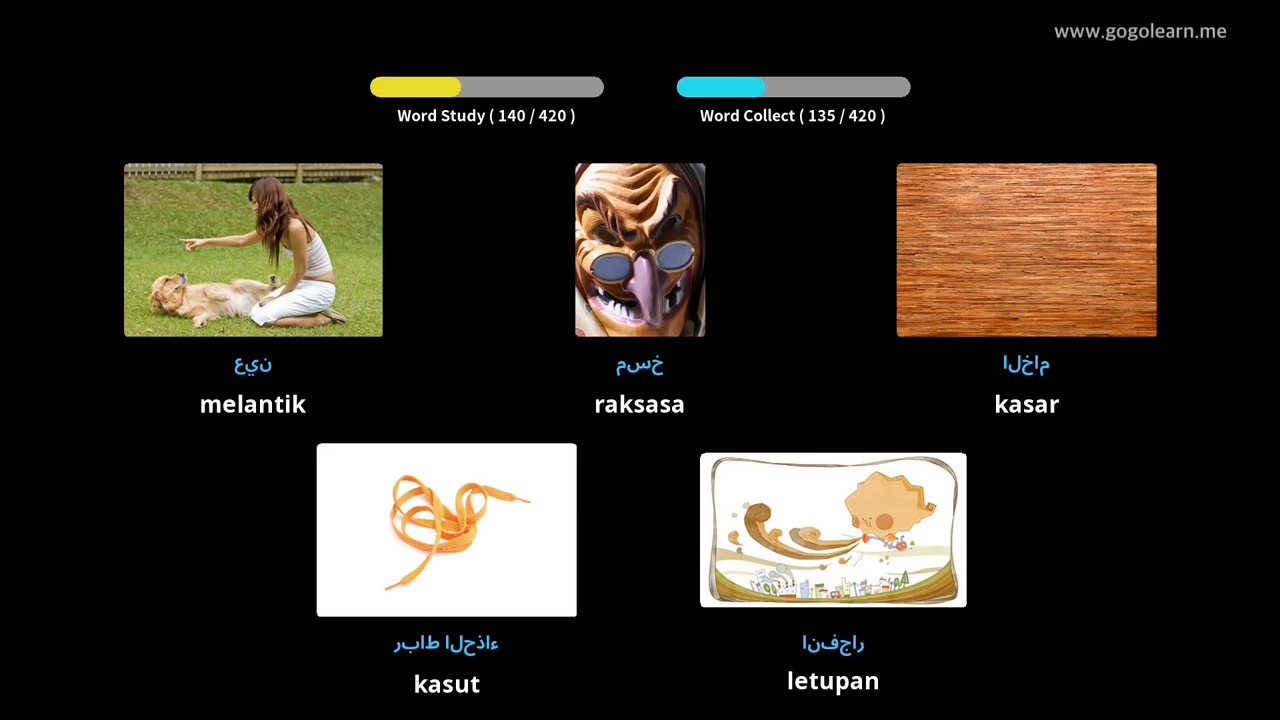 www.gogolearn.me
Word Study ( 140 / 420 )
Word Collect ( 135 / 420 )
عين
مسخ
الخام
melantik
raksasa
kasar
رباط الحذاء
انفجار
kasut
letupan